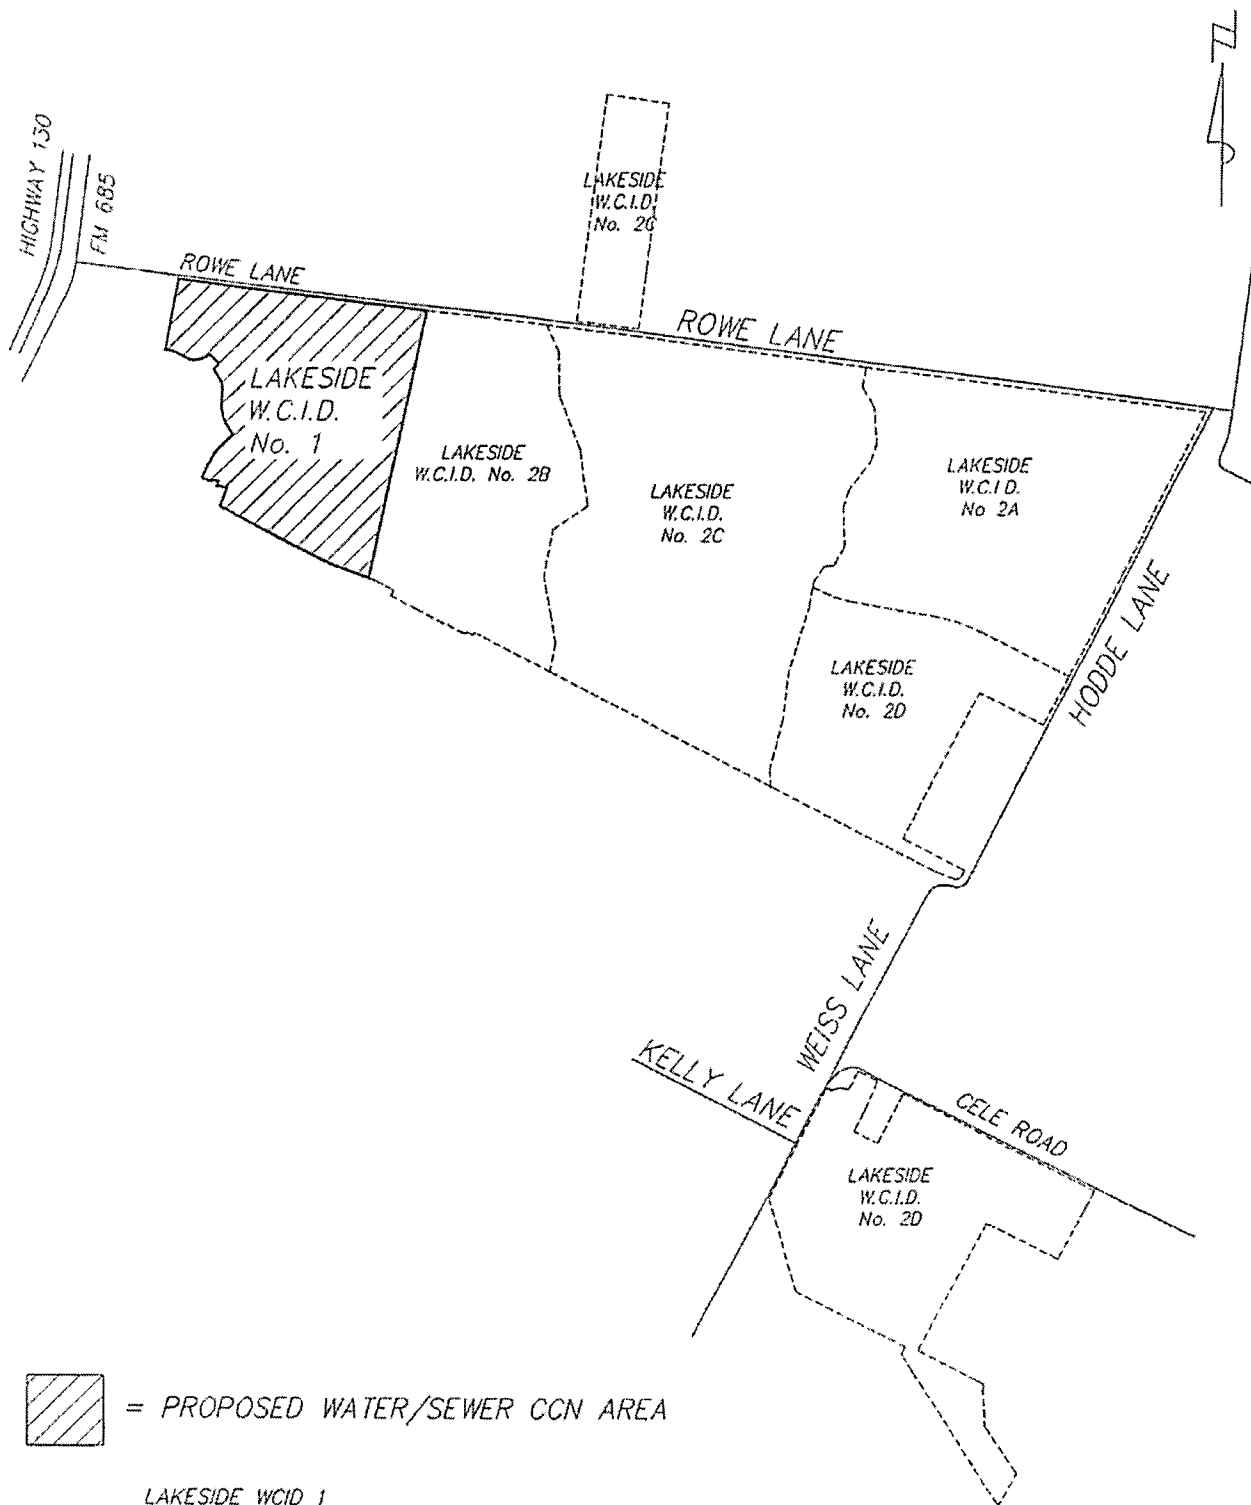 N
HIGHWAY 130
FM 685
LAKESIDE
W.C.I.D.
No. 2C
ROWE LANE
ROWE LANE
LAKESIDE
W.C.I.D.
No. 1
LAKESIDE
W.C.I.D. No. 2B
LAKESIDE
W.C.I.D.
No. 2C
LAKESIDE
W.C.I D.
No 2A
HODDE LANE
LAKESIDE
W.C.I.D.
No. 2D
WEISS LANE
KELLY LANE
CELE ROAD
LAKESIDE
W.C.I.D.
No. 2D
= PROPOSED WATER/SEWER CCN AREA
LAKESIDE WCID 1